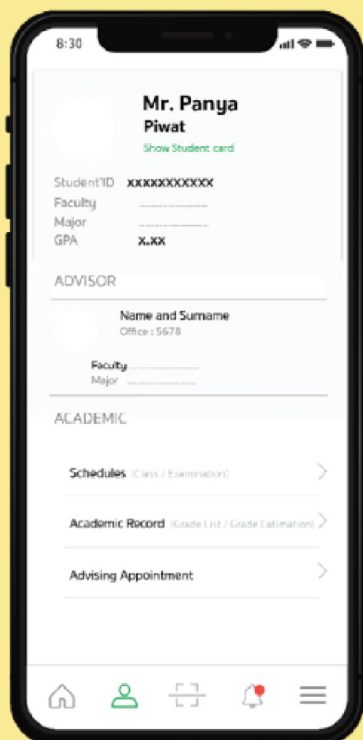 8:30
Mr. Panya
Piwat
Show Student card
Student'ID xxxxxxxxxxx
Faculty ....................
Major ....................
GPA x.xx
ADVISOR
Name and Surname
Office : 5678
Faculty ....................
Major ....................
ACADEMIC
Schedules (Class / Examination)
Academic Record (Grade List / Grade Estimation)
Advising Appointment